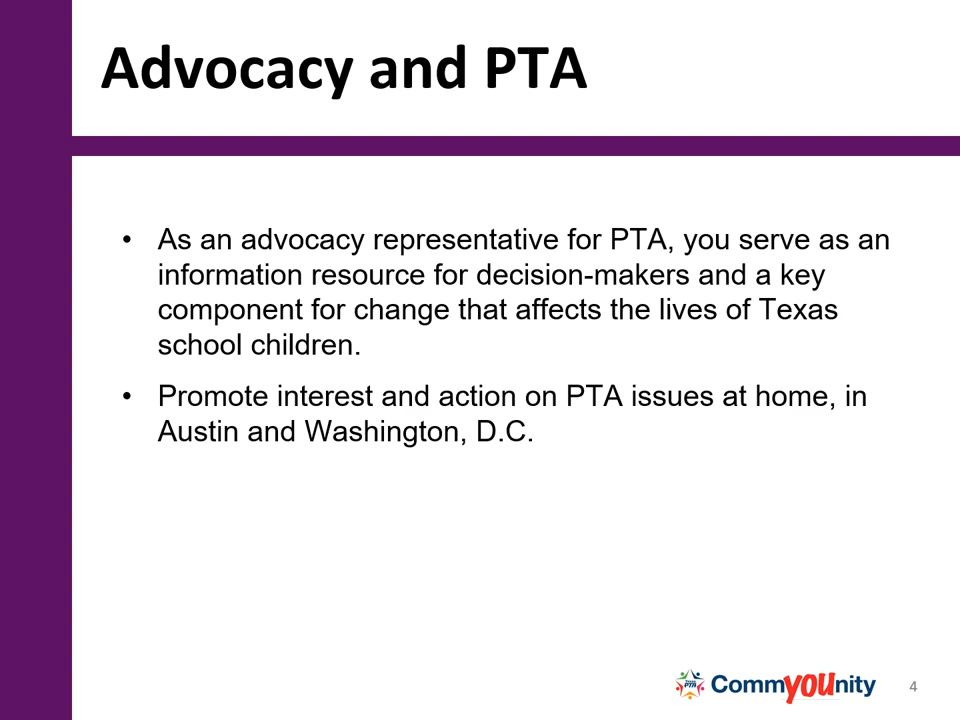 Advocacy and PTA
• As an advocacy representative for PTA, you serve as an
information resource for decision-makers and a key
component for change that affects the lives of Texas
school children.
• Promote interest and action on PTA issues at home, in
Austin and Washington, D.C.
Texas
PTA
CommYOUnity
4